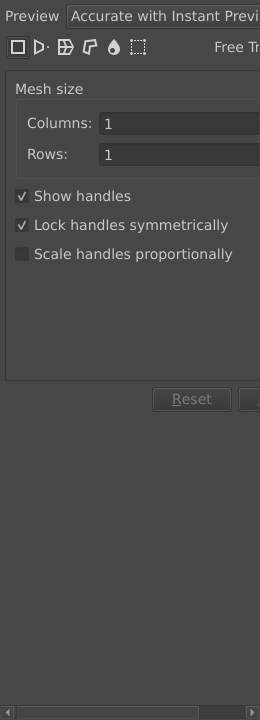 Preview Accurate with Instant Previ
Free Tr
Mesh size
Columns: 1
Rows: 1
Show handles
Lock handles symmetrically
Scale handles proportionally
Reset